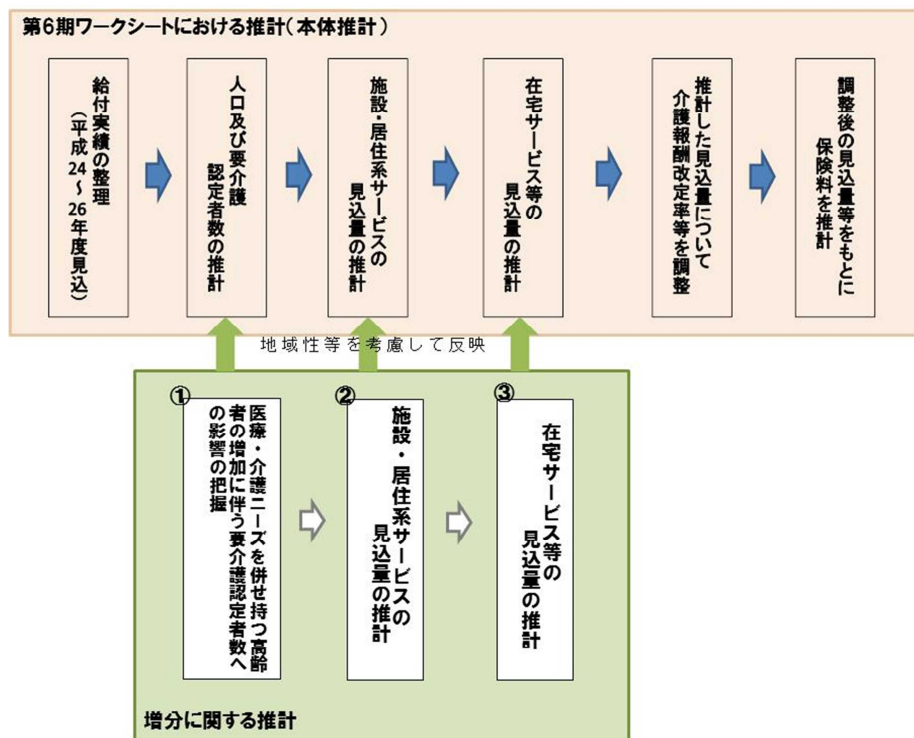 第6期ワークシートにおける推計(本体推計)
給付実績の整理
(平成24~26年度見込)
人口及び要介護
認定者数の推計
施設・居住系サービスの
見込量の推計
在宅サービス等の
見込量の推計
推計した見込量について
介護報酬改定率等を調整
調整後の見込量等をもとに
保険料を推計
地域性等を考慮して反映
①
医療・介護ニーズを併せ持つ高齢
者の増加に伴う要介護認定者数へ
の影響の把握
②
施設・居住系サービスの
見込量の推計
③
在宅サービス等の
見込量の推計
増分に関する推計